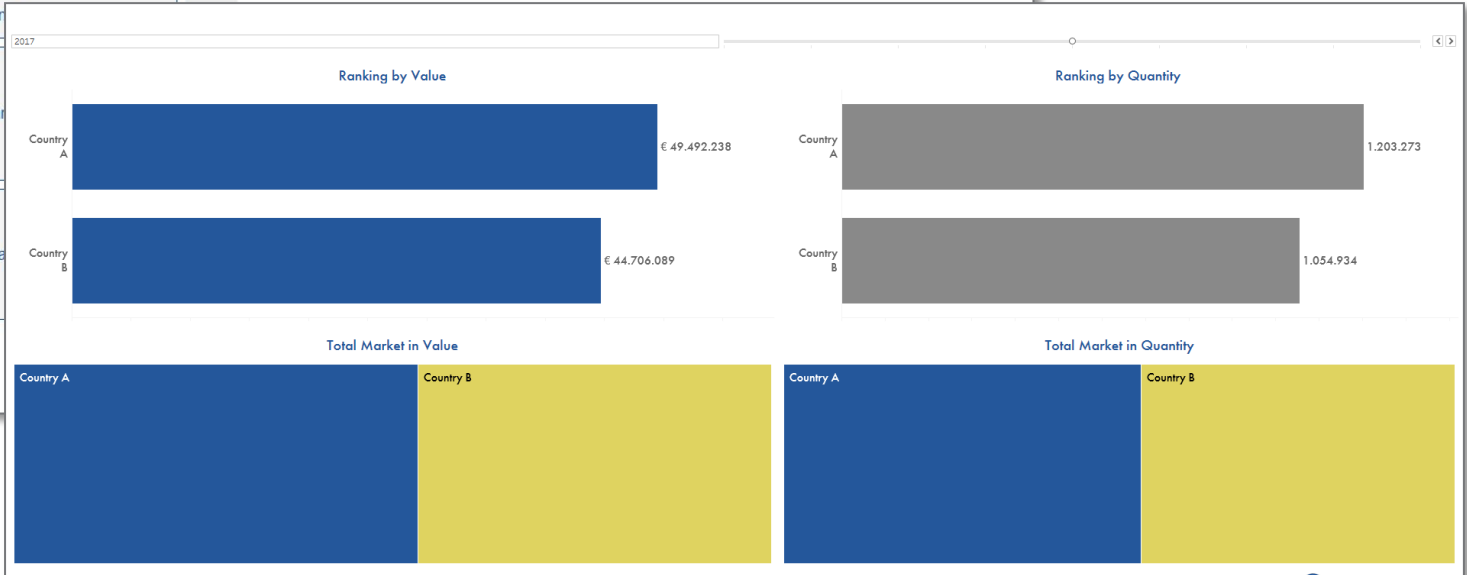 2017
Ranking by Value
Country
A
€ 49.492.238
Country
B
€ 44.706.089
Ranking by Quantity
Country
A
1.203.273
Country
B
1.054.934
Total Market in Value
Country A
Country B
Total Market in Quantity
Country A
Country B